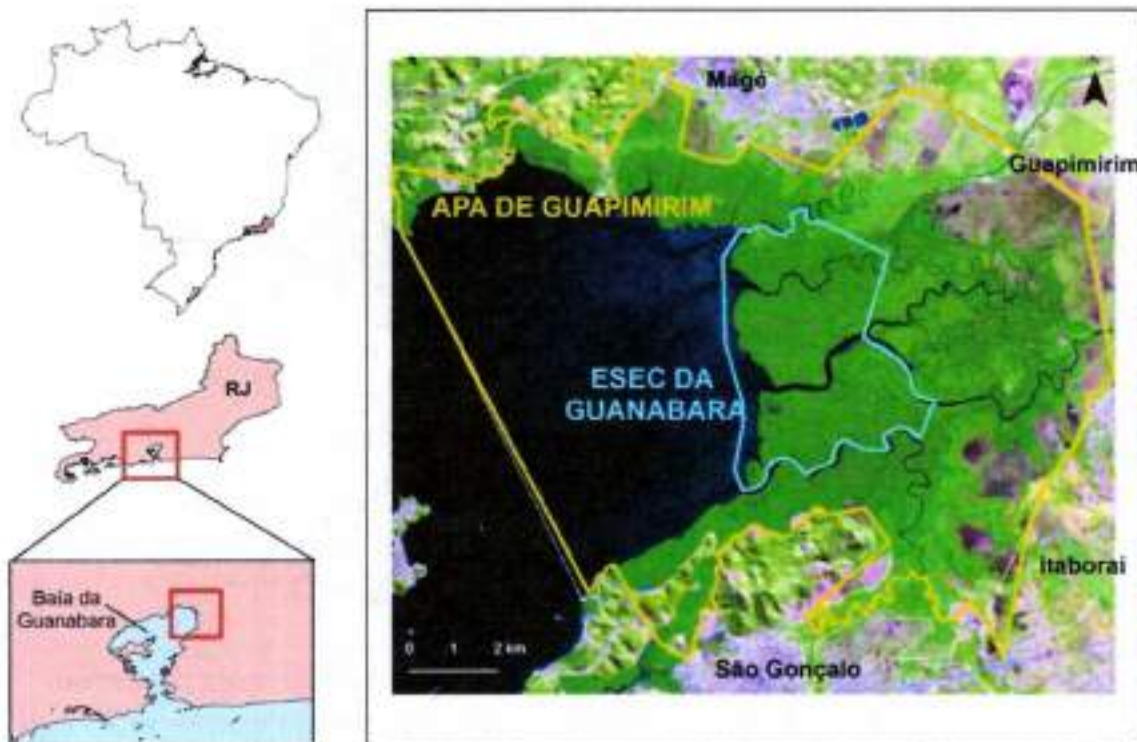 RJ
Baía da
Guanabara
Magé
Guapimirim
APA DE GUAPIMIRIM
ESEC DA
GUANABARA
Itaboraí
São Gonçalo
0 1 2 km